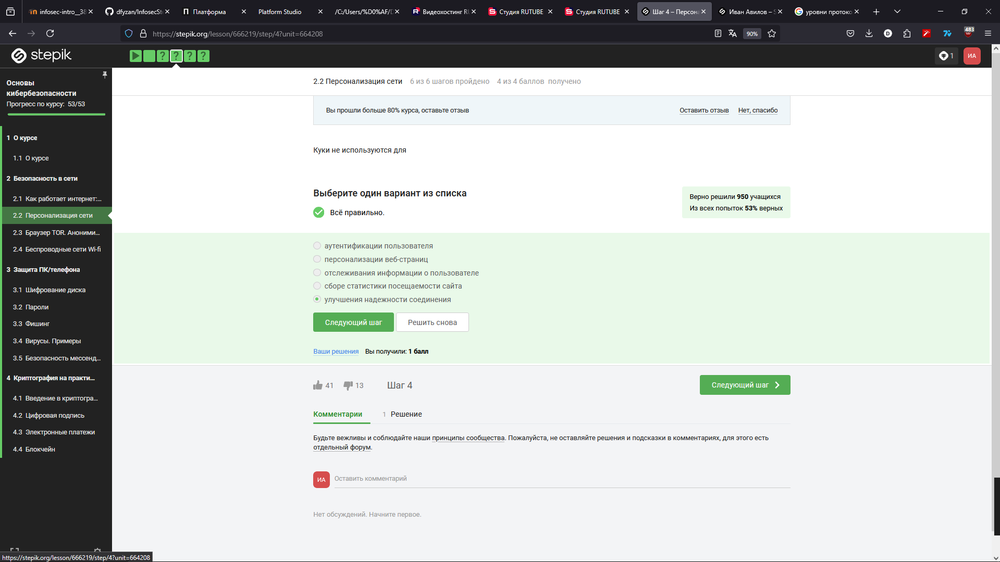 infosec-intro__38
dfyzan/InfosecSte
Платформа
Platform Studio
/C:/Users/%D0%AF/D
Видеохостинг RU
Студия RUTUBE
Студия RUTUBE
Шаг 4 – Персона
Иван Авилов – S
уровни протоко
https://stepik.org/lesson/666219/step/4?unit=664208
90%
483
stepik
? ? ? ?
1
ИА
Основы
кибербезопасности
Прогресс по курсу: 53/53
1 О курсе
1.1 О курсе
2 Безопасность в сети
2.1 Как работает интернет:...
2.2 Персонализация сети
2.3 Браузер TOR. Аноними...
2.4 Беспроводные сети Wi-fi
3 Защита ПК/телефона
3.1 Шифрование диска
3.2 Пароли
3.3 Фишинг
3.4 Вирусы. Примеры
3.5 Безопасность мессенд...
4 Криптография на практи...
4.1 Введение в криптогра...
4.2 Цифровая подпись
4.3 Электронные платежи
4.4 Блокчейн
2.2 Персонализация сети 6 из 6 шагов пройдено 4 из 4 баллов получено
Вы прошли больше 80% курса, оставьте отзыв
Оставить отзыв Нет, спасибо
Куки не используются для
Выберите один вариант из списка
Всё правильно.
Верно решили 950 учащихся
Из всех попыток 53% верных
аутентификации пользователя
персонализации веб-страниц
отслеживания информации о пользователе
сборе статистики посещаемости сайта
улучшения надежности соединения
Следующий шаг
Решить снова
Ваши решения Вы получили: 1 балл
41 13 Шаг 4
Следующий шаг
Комментарии
1 Решение
Будьте вежливы и соблюдайте наши принципы сообщества. Пожалуйста, не оставляйте решения и подсказки в комментариях, для этого есть
отдельный форум.
ИА
Оставить комментарий
Нет обсуждений. Начните первое.
https://stepik.org/lesson/666219/step/4?unit=664208